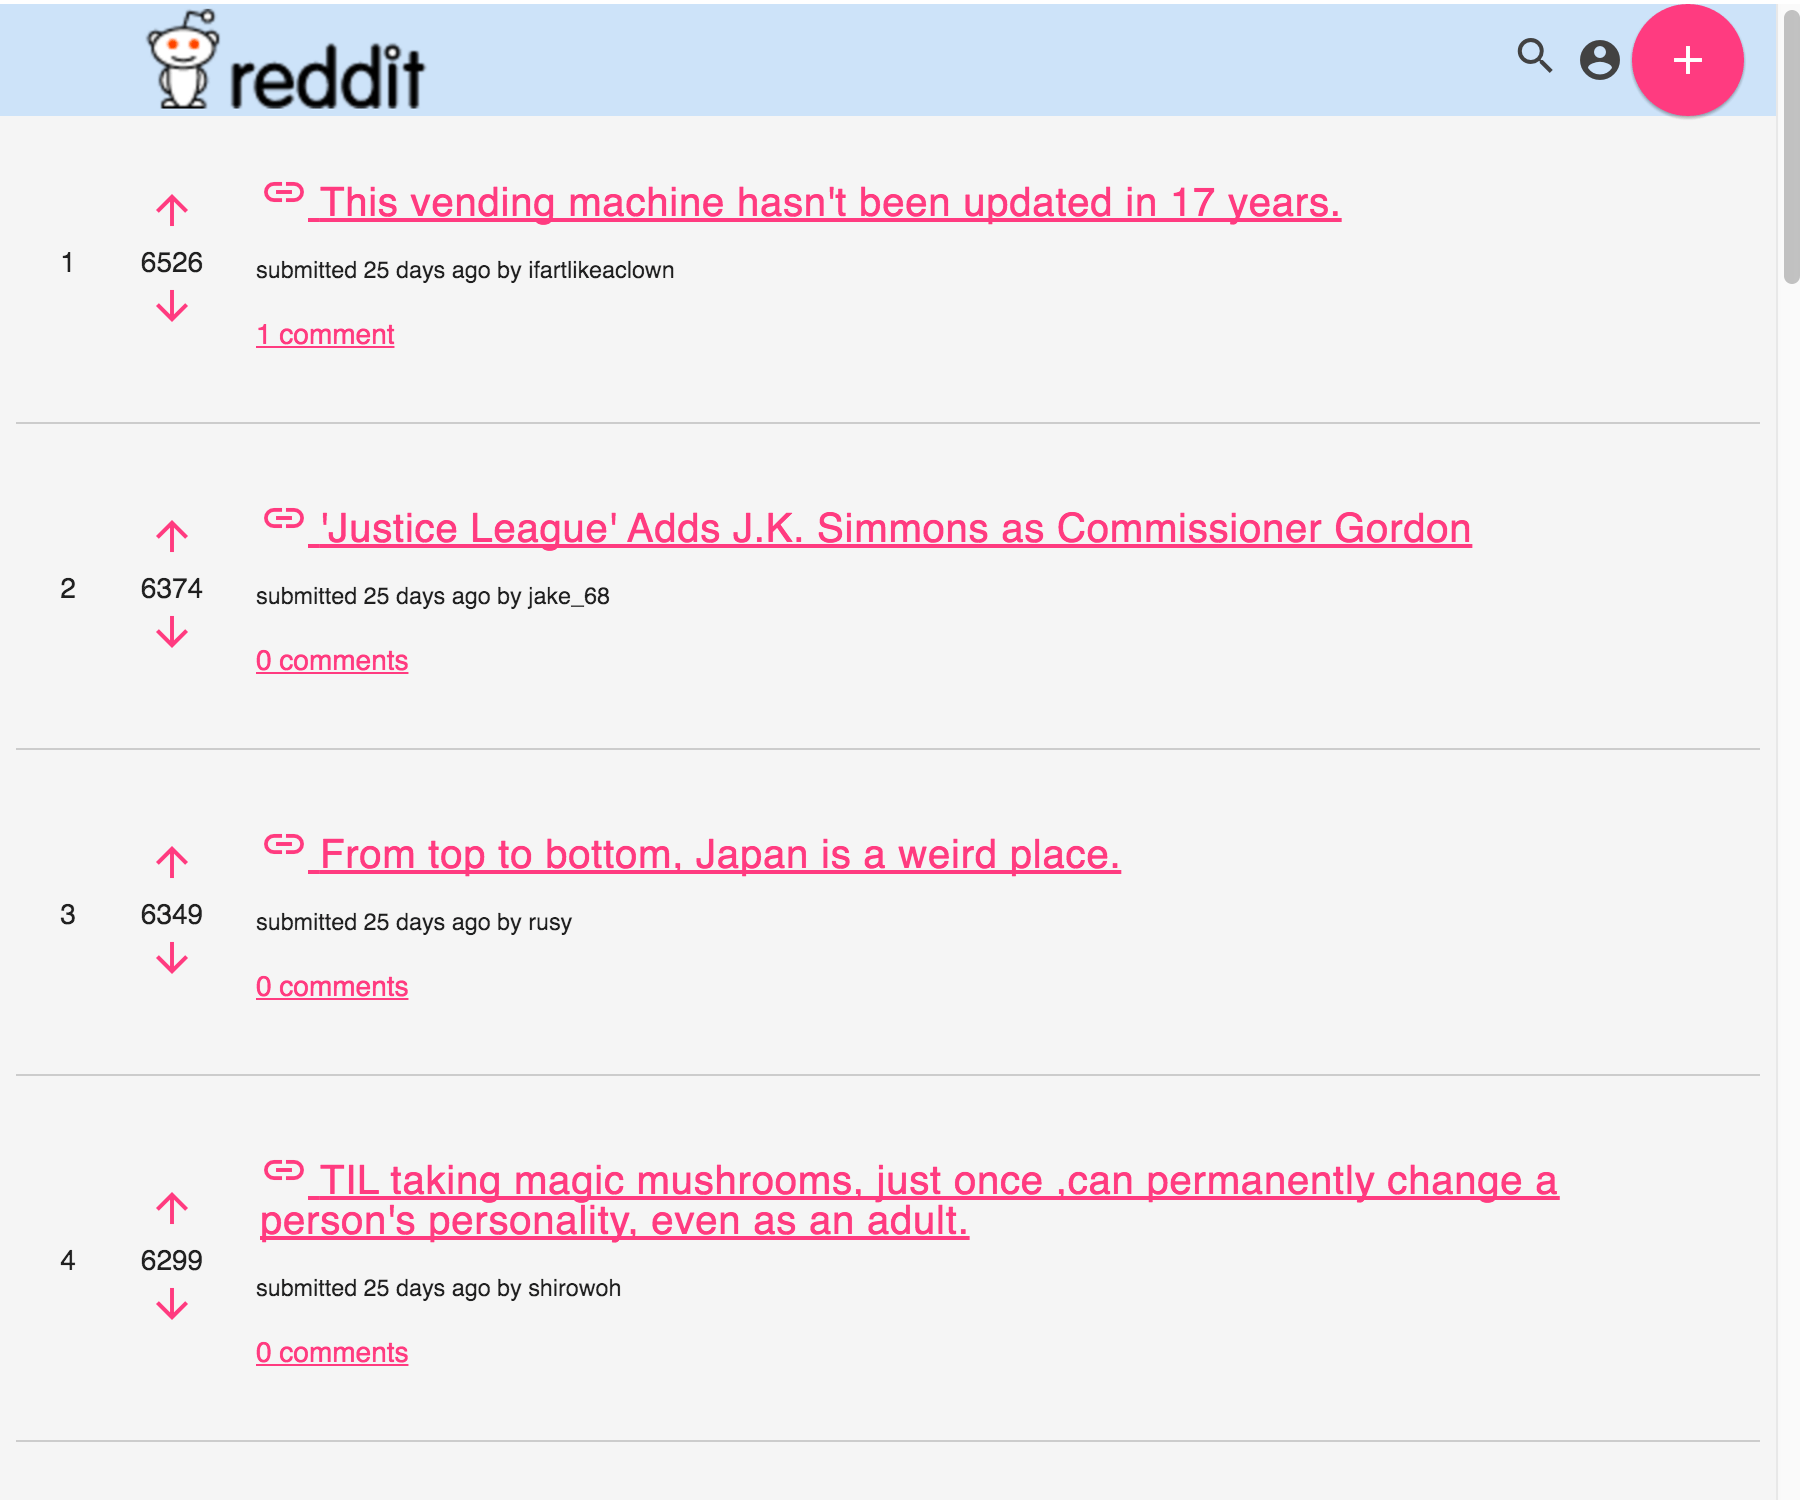 reddit
This vending machine hasn't been updated in 17 years.
1
6526
submitted 25 days ago by ifartlikeaclown
1 comment
'Justice League' Adds J.K. Simmons as Commissioner Gordon
2
6374
submitted 25 days ago by jake_68
0 comments
From top to bottom, Japan is a weird place.
3
6349
submitted 25 days ago by rusy
0 comments
TIL taking magic mushrooms, just once ,can permanently change a
person's personality, even as an adult.
4
6299
submitted 25 days ago by shirowoh
0 comments